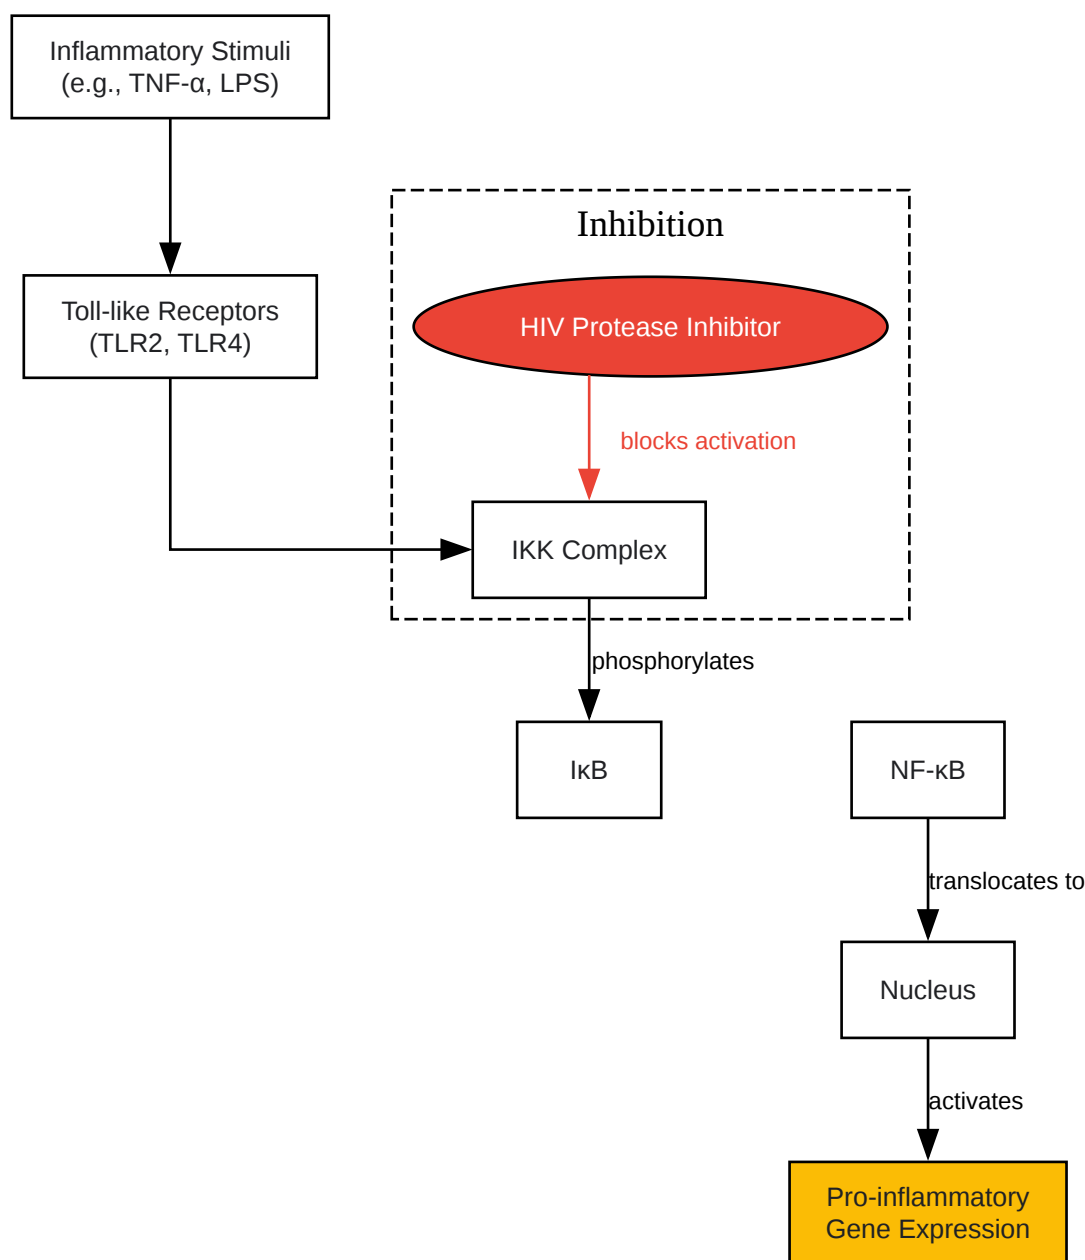 Inflammatory Stimuli
(e.g., TNF-α, LPS)
Toll-like Receptors
(TLR2, TLR4)
Inhibition
HIV Protease Inhibitor
blocks activation
IKK Complex
phosphorylates
IκB
NF-κB
translocates to
Nucleus
activates
Pro-inflammatory
Gene Expression